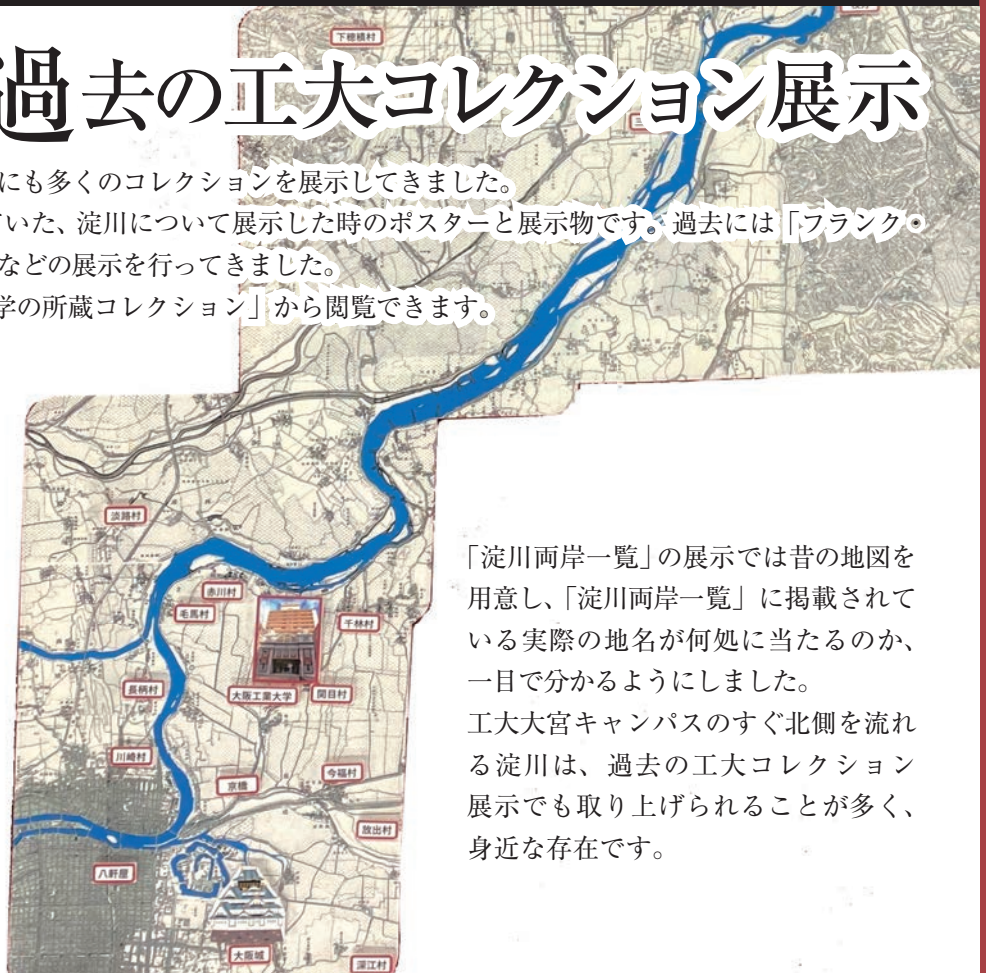 過去の工大コレクション展示
にも多くのコレクションを展示してきました。
いた、淀川について展示した時のポスターと展示物です。過去には「フランク・
などの展示を行ってきました。
学の所蔵コレクション」から閲覧できます。
下穂積村
淡路村
赤川村
毛馬村
千林村
長柄村
大阪工業大学
関目村
川崎村
京橋
今福村
放出村
八軒屋
大阪城
深江村
「淀川両岸一覧」の展示では昔の地図を
用意し、「淀川両岸一覧」に掲載されて
いる実際の地名が何処に当たるのか、
一目で分かるようにしました。
工大大宮キャンパスのすぐ北側を流れ
る淀川は、過去の工大コレクション
展示でも取り上げられることが多く、
身近な存在です。